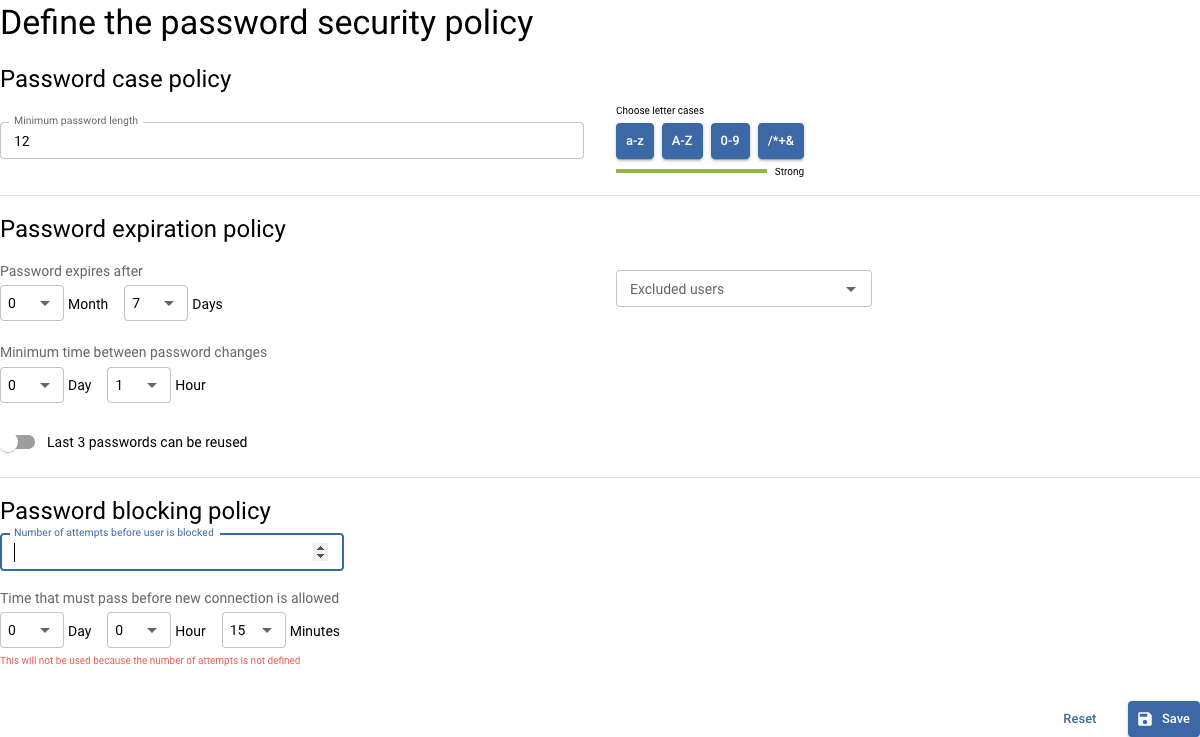 Define the password security policy
Password case policy
Minimum password length
12
Choose letter cases
a-z A-Z 0-9 /*+&
Strong
Password expiration policy
Password expires after
0 Month 7 Days
Excluded users
Minimum time between password changes
0 Day 1 Hour
Last 3 passwords can be reused
Password blocking policy
Number of attempts before user is blocked
Time that must pass before new connection is allowed
0 Day 0 Hour 15 Minutes
This will not be used because the number of attempts is not defined
Reset Save